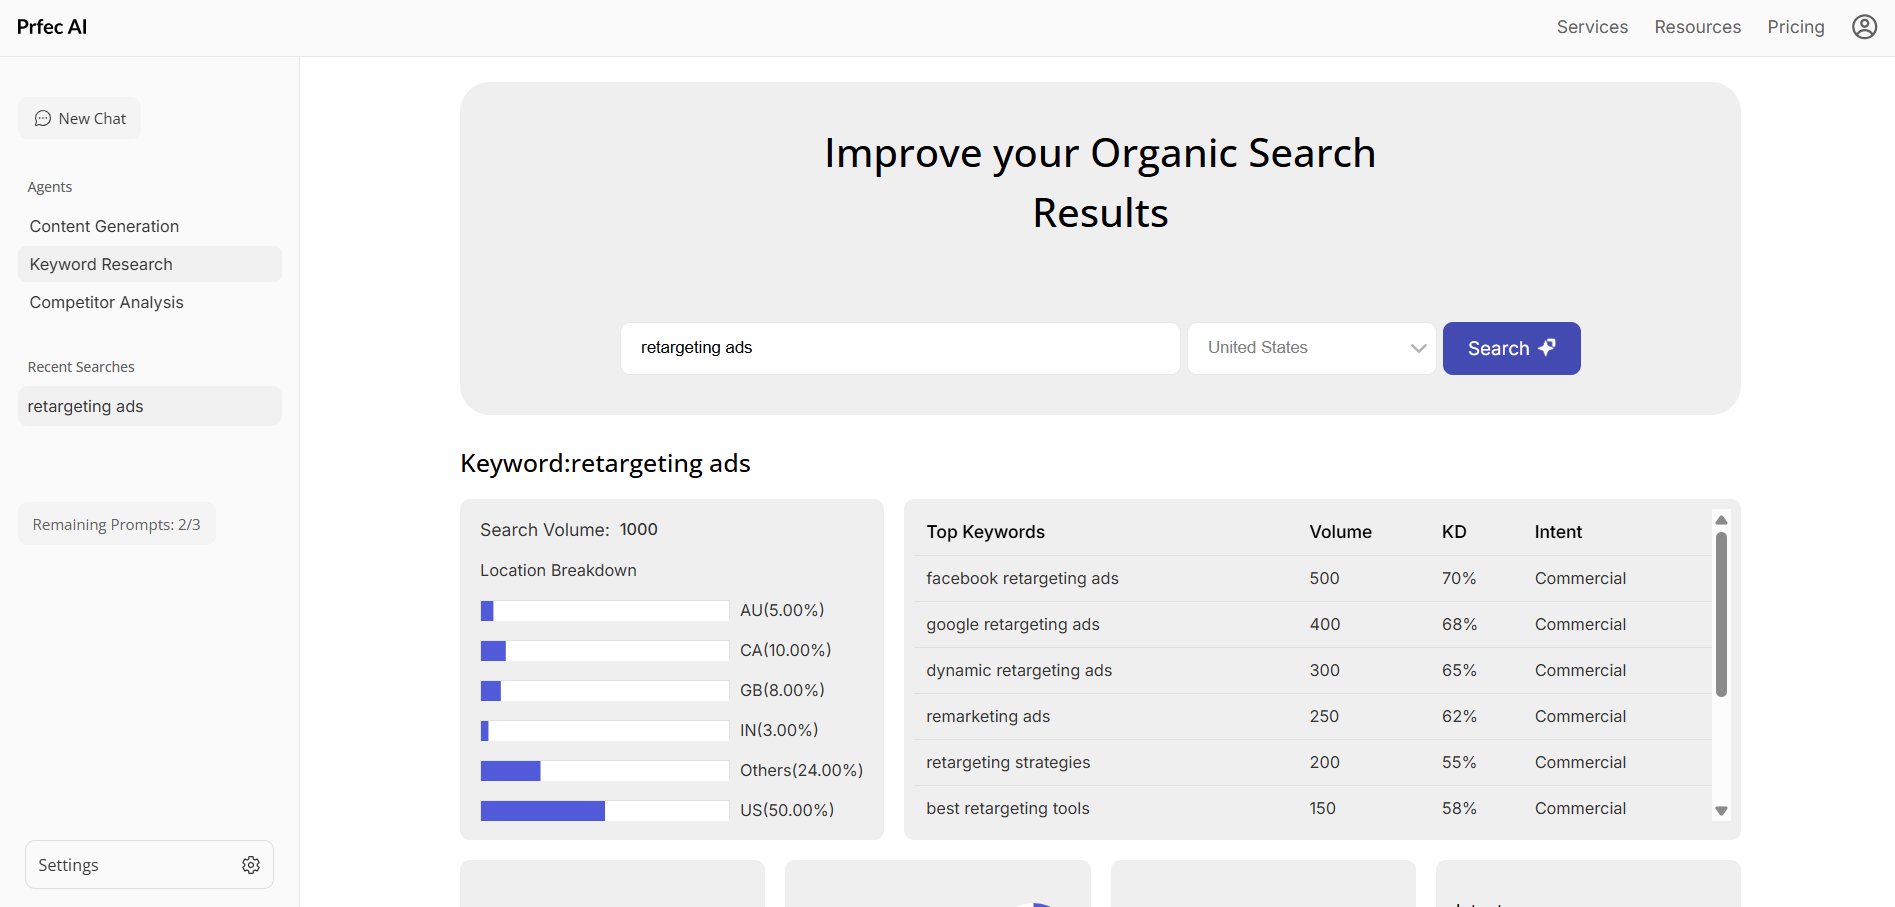 Prfec AI
Services Resources Pricing
New Chat
Agents
Content Generation
Keyword Research
Competitor Analysis
Recent Searches
retargeting ads
Remaining Prompts: 2/3
Settings
Improve your Organic Search
Results
retargeting ads
United States
Search
Keyword:retargeting ads
Search Volume: 1000
Location Breakdown
AU(5.00%)
CA(10.00%)
GB(8.00%)
IN(3.00%)
Others(24.00%)
US(50.00%)
Top Keywords Volume KD Intent
facebook retargeting ads 500 70% Commercial
google retargeting ads 400 68% Commercial
dynamic retargeting ads 300 65% Commercial
remarketing ads 250 62% Commercial
retargeting strategies 200 55% Commercial
best retargeting tools 150 58% Commercial